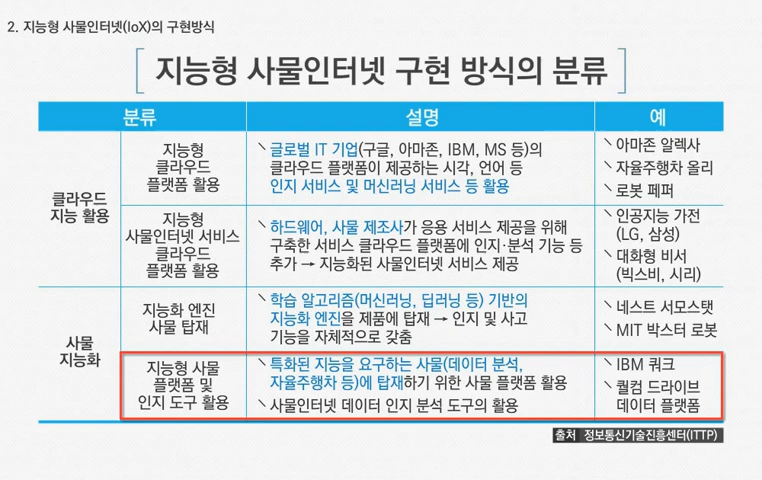 2. 지능형 사물인터넷(IoX)의 구현방식
지능형 사물인터넷 구현 방식의 분류
분류
설명
예
클라우드
지능 활용
지능형
클라우드
플랫폼 활용
글로벌 IT 기업(구글, 아마존, IBM, MS 등)의
클라우드 플랫폼이 제공하는 시각, 언어 등
인지 서비스 및 머신러닝 서비스 등 활용
아마존 알렉사
자율주행차 올리
로봇 페퍼
지능형
사물인터넷 서비스
클라우드
플랫폼 활용
하드웨어, 사물 제조사가 응용 서비스 제공을 위해
구축한 서비스 클라우드 플랫폼에 인지·분석 기능 등
추가 → 지능화된 사물인터넷 서비스 제공
인공지능 가전
(LG, 삼성)
대화형 비서
(빅스비, 시리)
사물
지능화
지능화 엔진
사물 탑재
학습 알고리즘(머신러닝, 딥러닝 등) 기반의
지능화 엔진을 제품에 탑재 → 인지 및 사고
기능을 자체적으로 갖춤
네스트 서모스탯
MIT 박스터 로봇
지능형 사물
플랫폼 및
인지 도구 활용
특화된 지능을 요구하는 사물(데이터 분석,
자율주행차 등)에 탑재하기 위한 사물 플랫폼 활용
사물인터넷 데이터 인지 분석 도구의 활용
IBM 쿼크
퀄컴 드라이브
데이터 플랫폼
출처 정보통신기술진흥센터(ITTP)